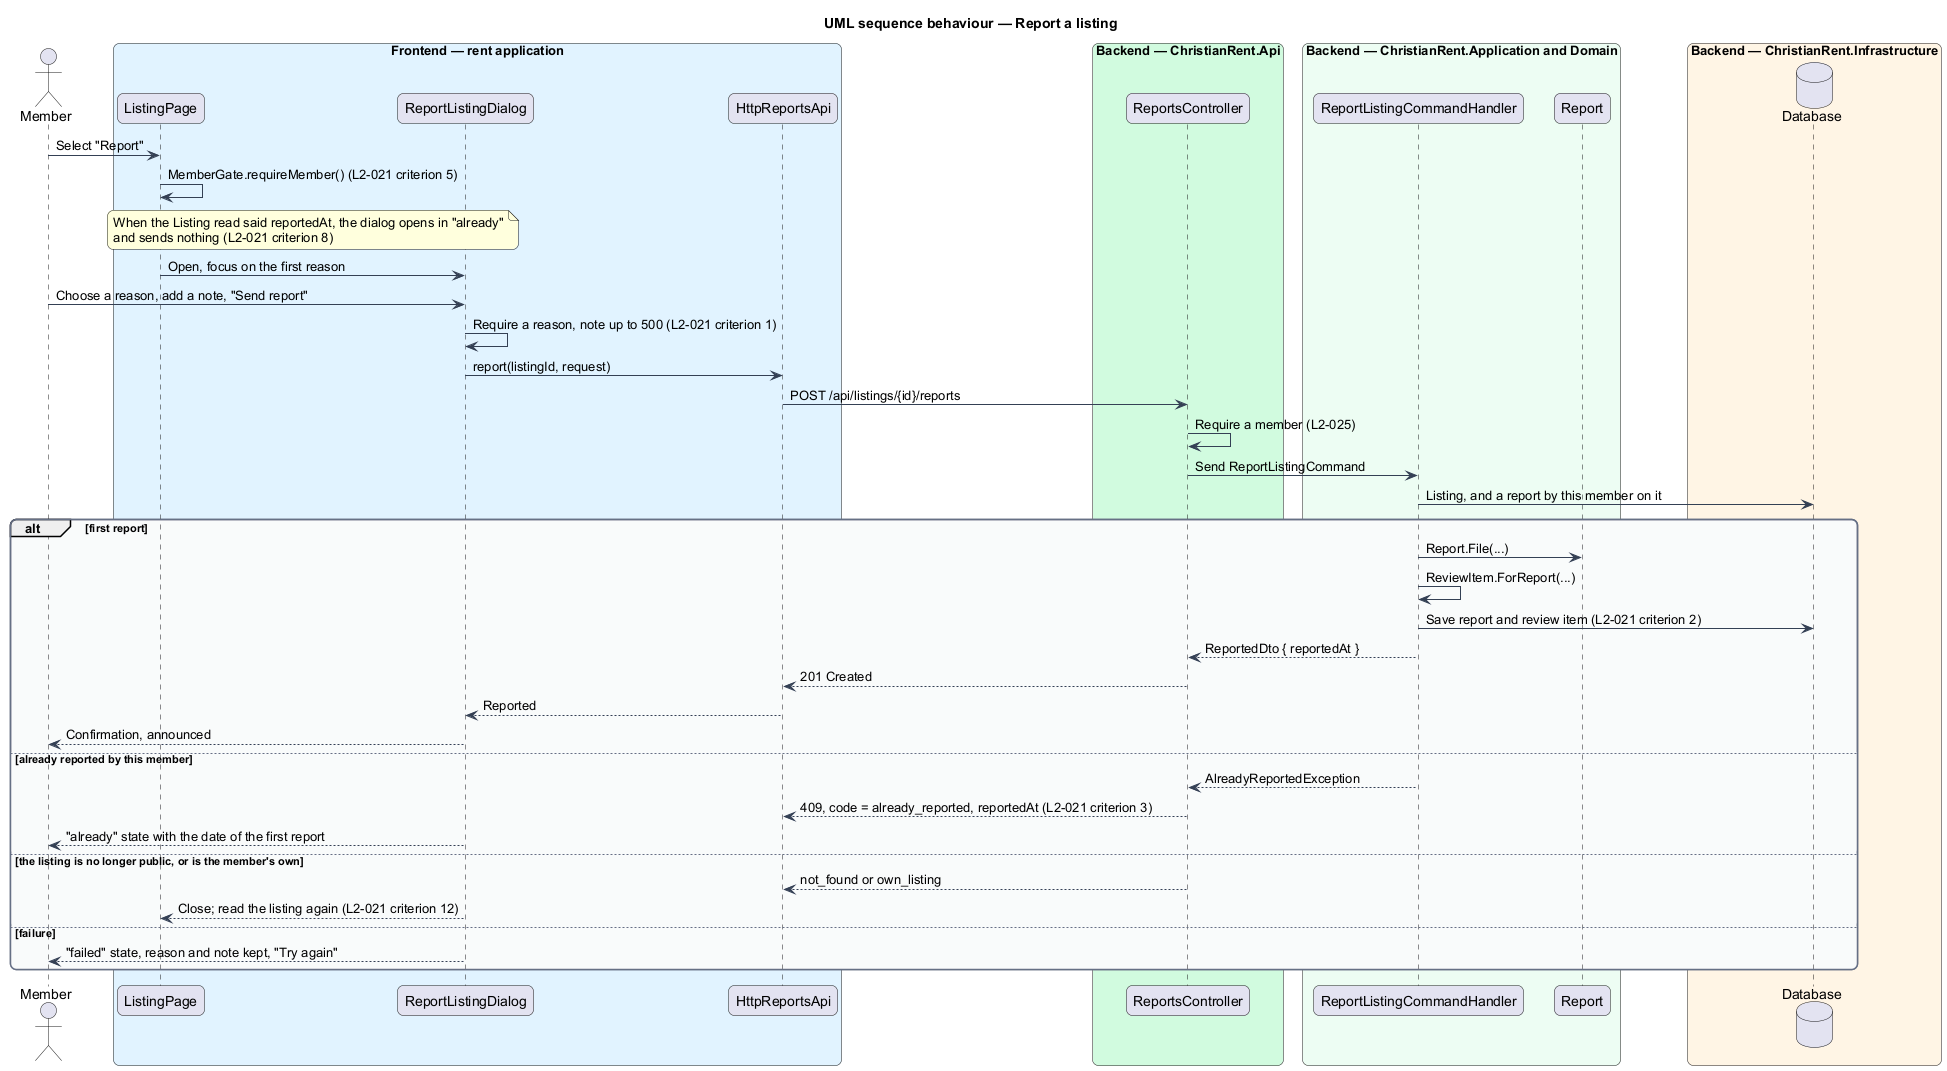 UML sequence behaviour — Report a listing
Frontend — rent application
Backend — ChristianRent.Api
Backend — ChristianRent.Application and Domain
Backend — ChristianRent.Infrastructure
Member
ListingPage
ReportListingDialog
HttpReportsApi
ReportsController
ReportListingCommandHandler
Report
Database
Select "Report"
MemberGate.requireMember() (L2-021 criterion 5)
When the Listing read said reportedAt, the dialog opens in "already"
and sends nothing (L2-021 criterion 8)
Open, focus on the first reason
Choose a reason, add a note, "Send report"
Require a reason, note up to 500 (L2-021 criterion 1)
report(listingId, request)
POST /api/listings/{id}/reports
Require a member (L2-025)
Send ReportListingCommand
Listing, and a report by this member on it
alt
[first report]
Report.File(...)
ReviewItem.ForReport(...)
Save report and review item (L2-021 criterion 2)
ReportedDto { reportedAt }
201 Created
Reported
Confirmation, announced
[already reported by this member]
AlreadyReportedException
409, code = already_reported, reportedAt (L2-021 criterion 3)
"already" state with the date of the first report
[the listing is no longer public, or is the member's own]
not_found or own_listing
Close; read the listing again (L2-021 criterion 12)
[failure]
"failed" state, reason and note kept, "Try again"
Member
ListingPage
ReportListingDialog
HttpReportsApi
ReportsController
ReportListingCommandHandler
Report
Database